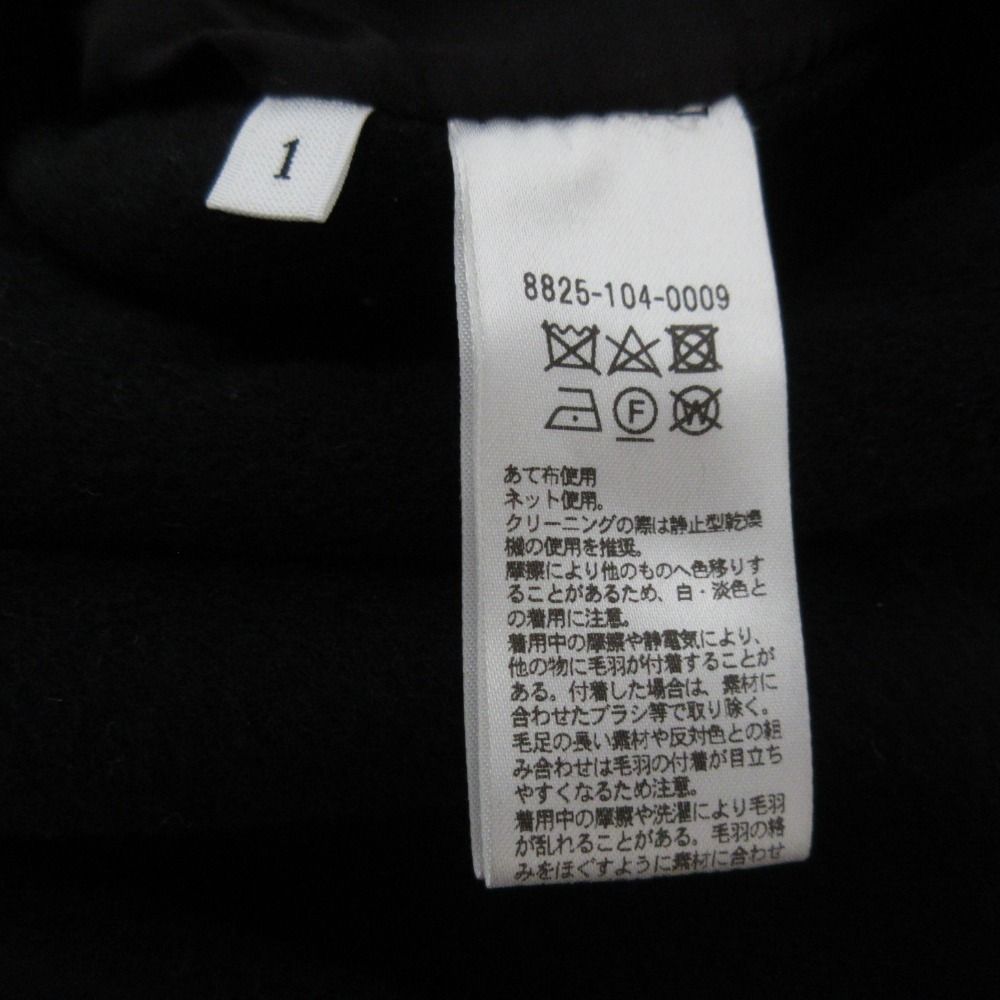 1
8825-104-0009
F
W
あて布使用
ネット使用。
クリーニングの際は静止型乾燥
機の使用を推奨。
摩擦により他のものへ色移りす
ることがあるため、白・淡色と
の着用に注意。
着用中の摩擦や静電気により、
他の物に毛羽が付着することが
ある。付着した場合は、素材に
合わせたブラシ等で取り除く。
毛足の長い素材や反対色との組
み合わせは毛羽の付着が目立ち
やすくなるため注意。
着用中の摩擦や洗濯により毛羽
が乱れることがある。毛羽の絡
みをほぐすように素材に合わせ